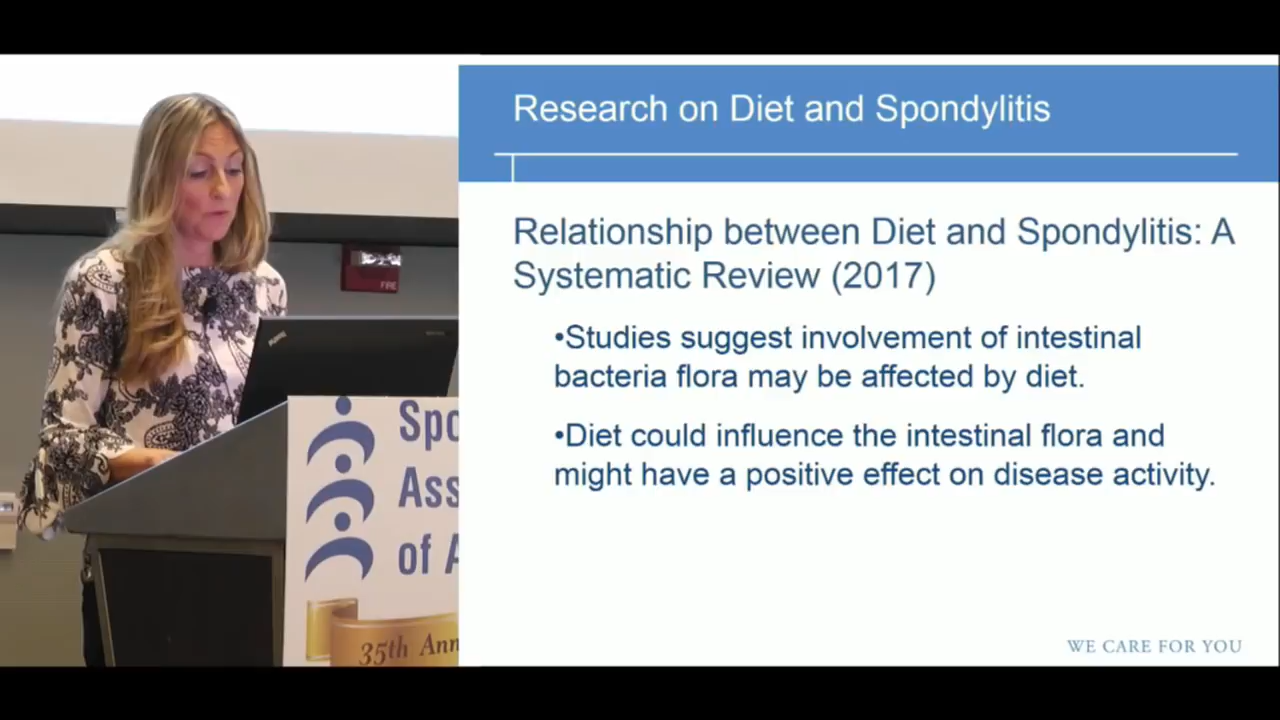 Research on Diet and Spondylitis
Relationship between Diet and Spondylitis: A
Systematic Review (2017)
•Studies suggest involvement of intestinal
bacteria flora may be affected by diet.
•Diet could influence the intestinal flora and
might have a positive effect on disease activity.
WE CARE FOR YOU
FIRE
Spo
Ass
of A
35th Ann